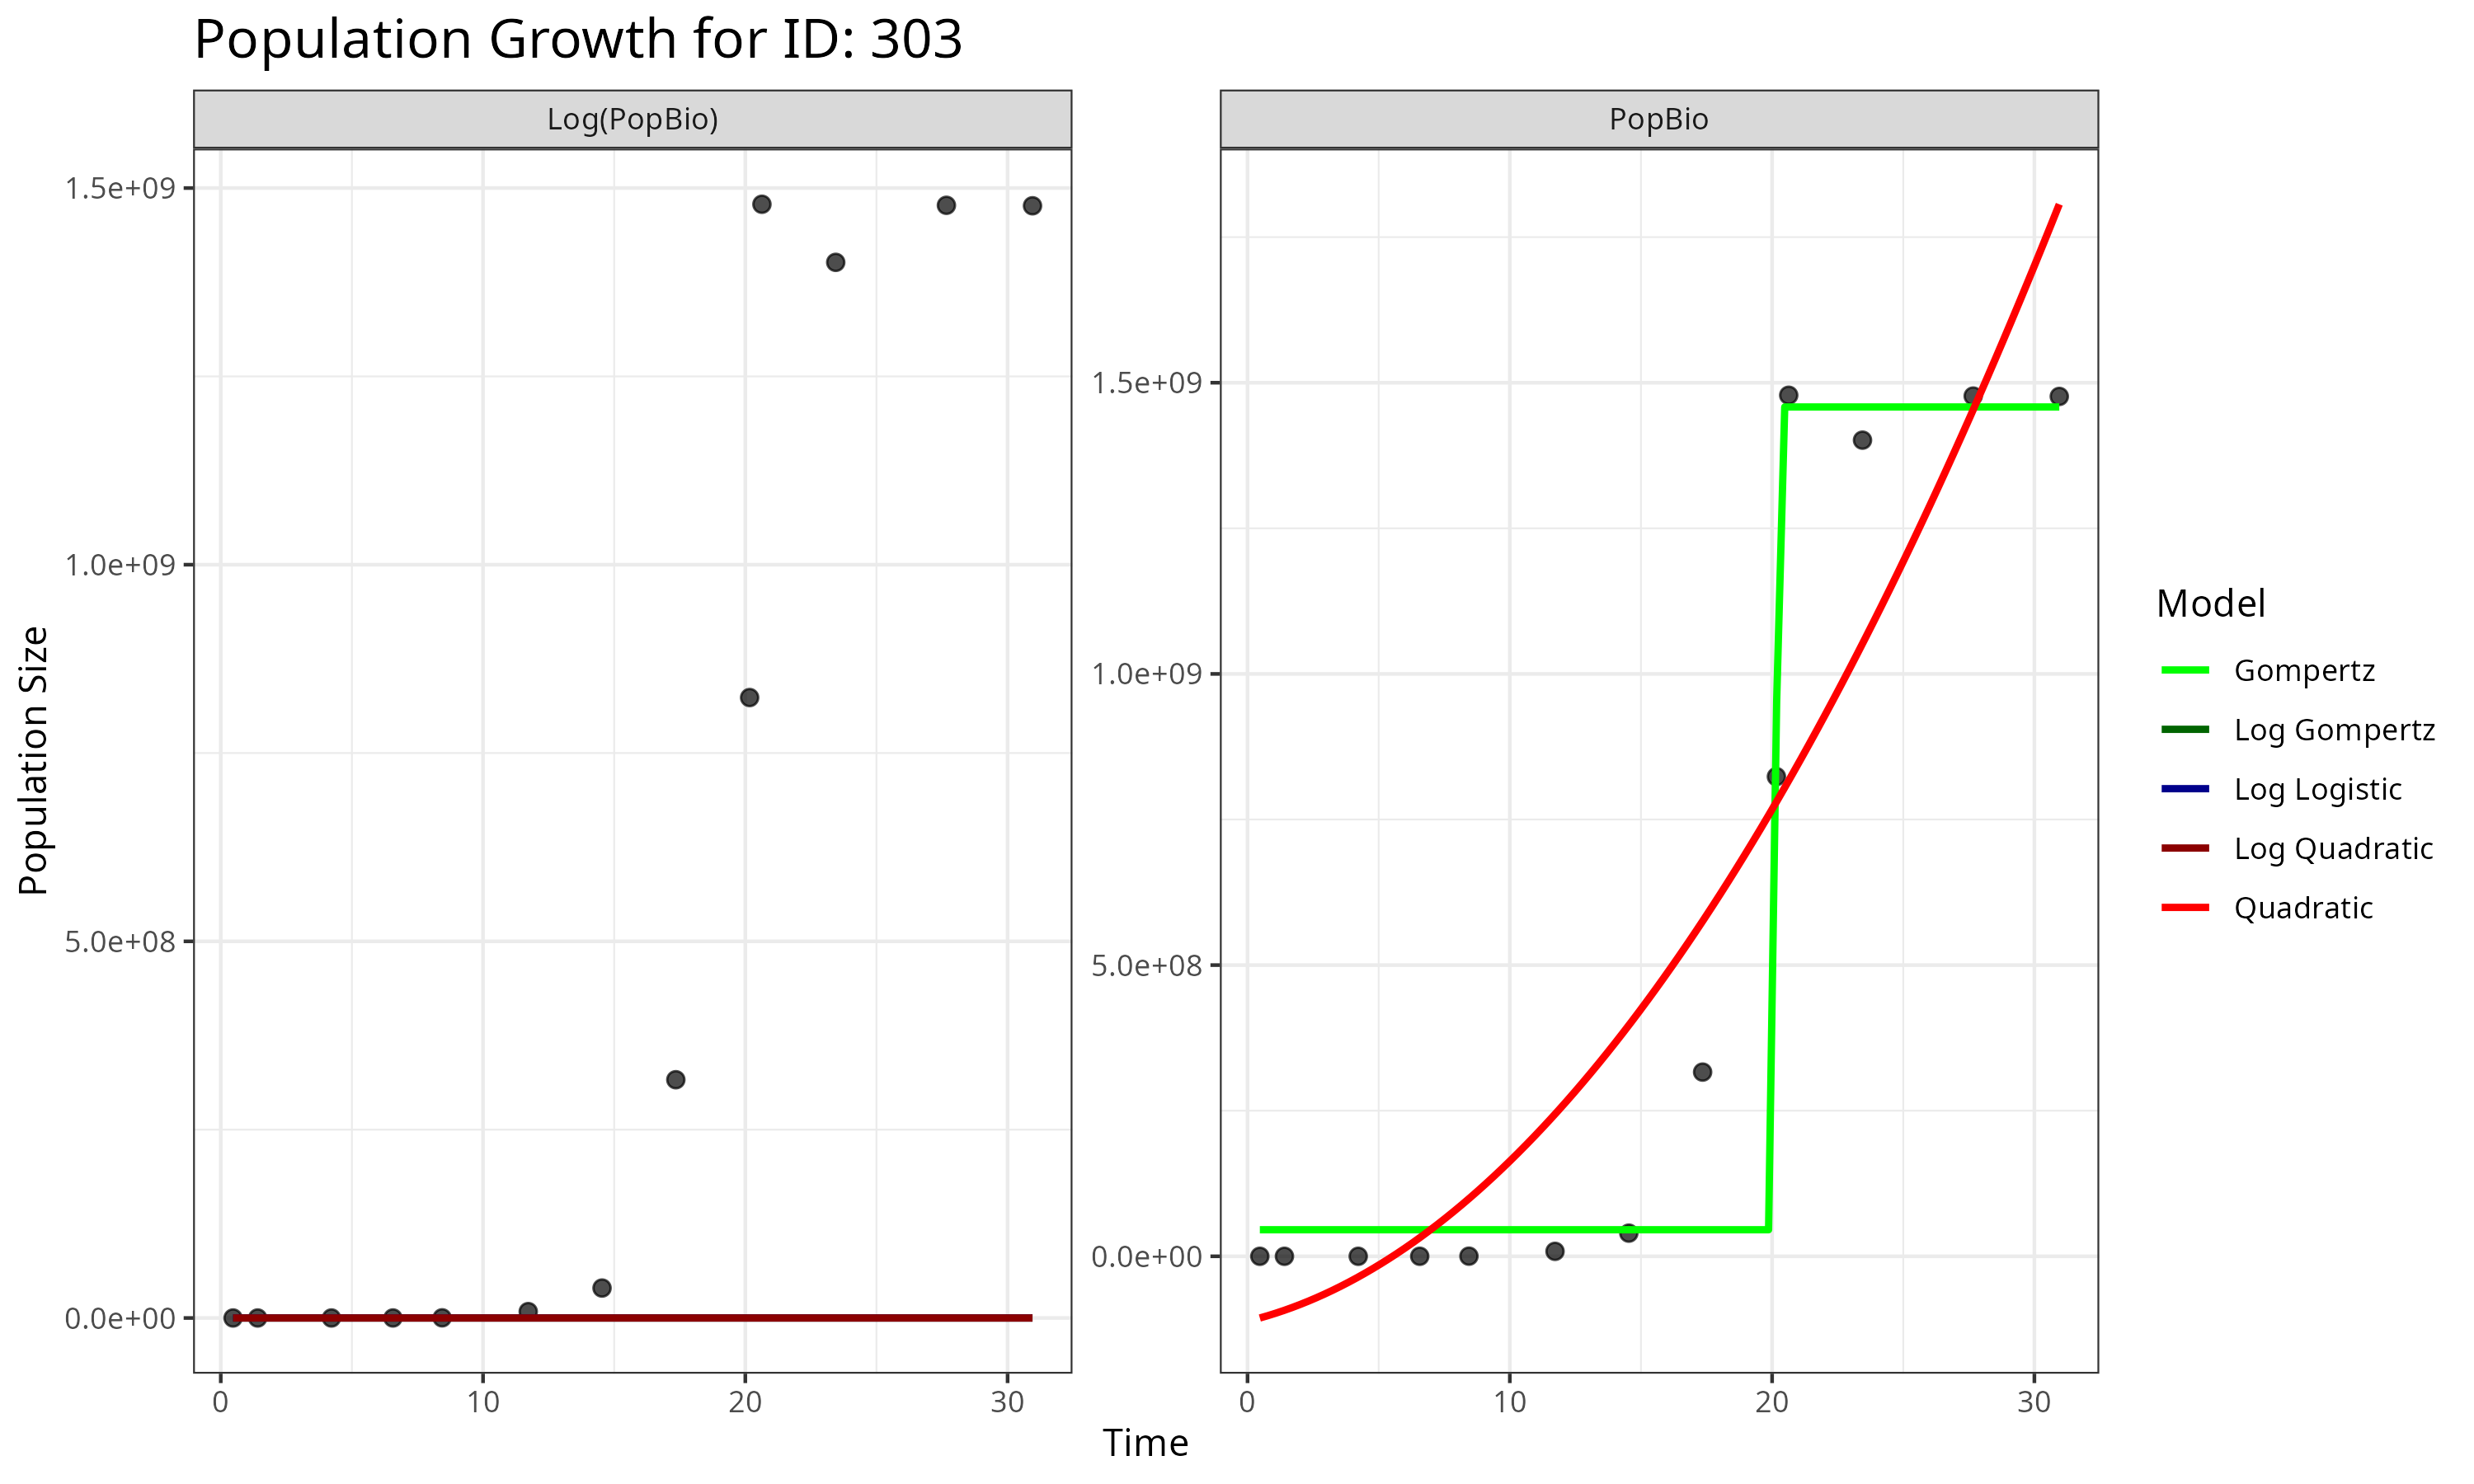 Population Growth for ID: 303
Log(PopBio)
PopBio
Population Size
1.5e+09
1.0e+09
5.0e+08
0.0e+00
0
10
20
30
1.5e+09
1.0e+09
5.0e+08
0.0e+00
0
10
20
30
Time
Model
Gompertz
Log Gompertz
Log Logistic
Log Quadratic
Quadratic